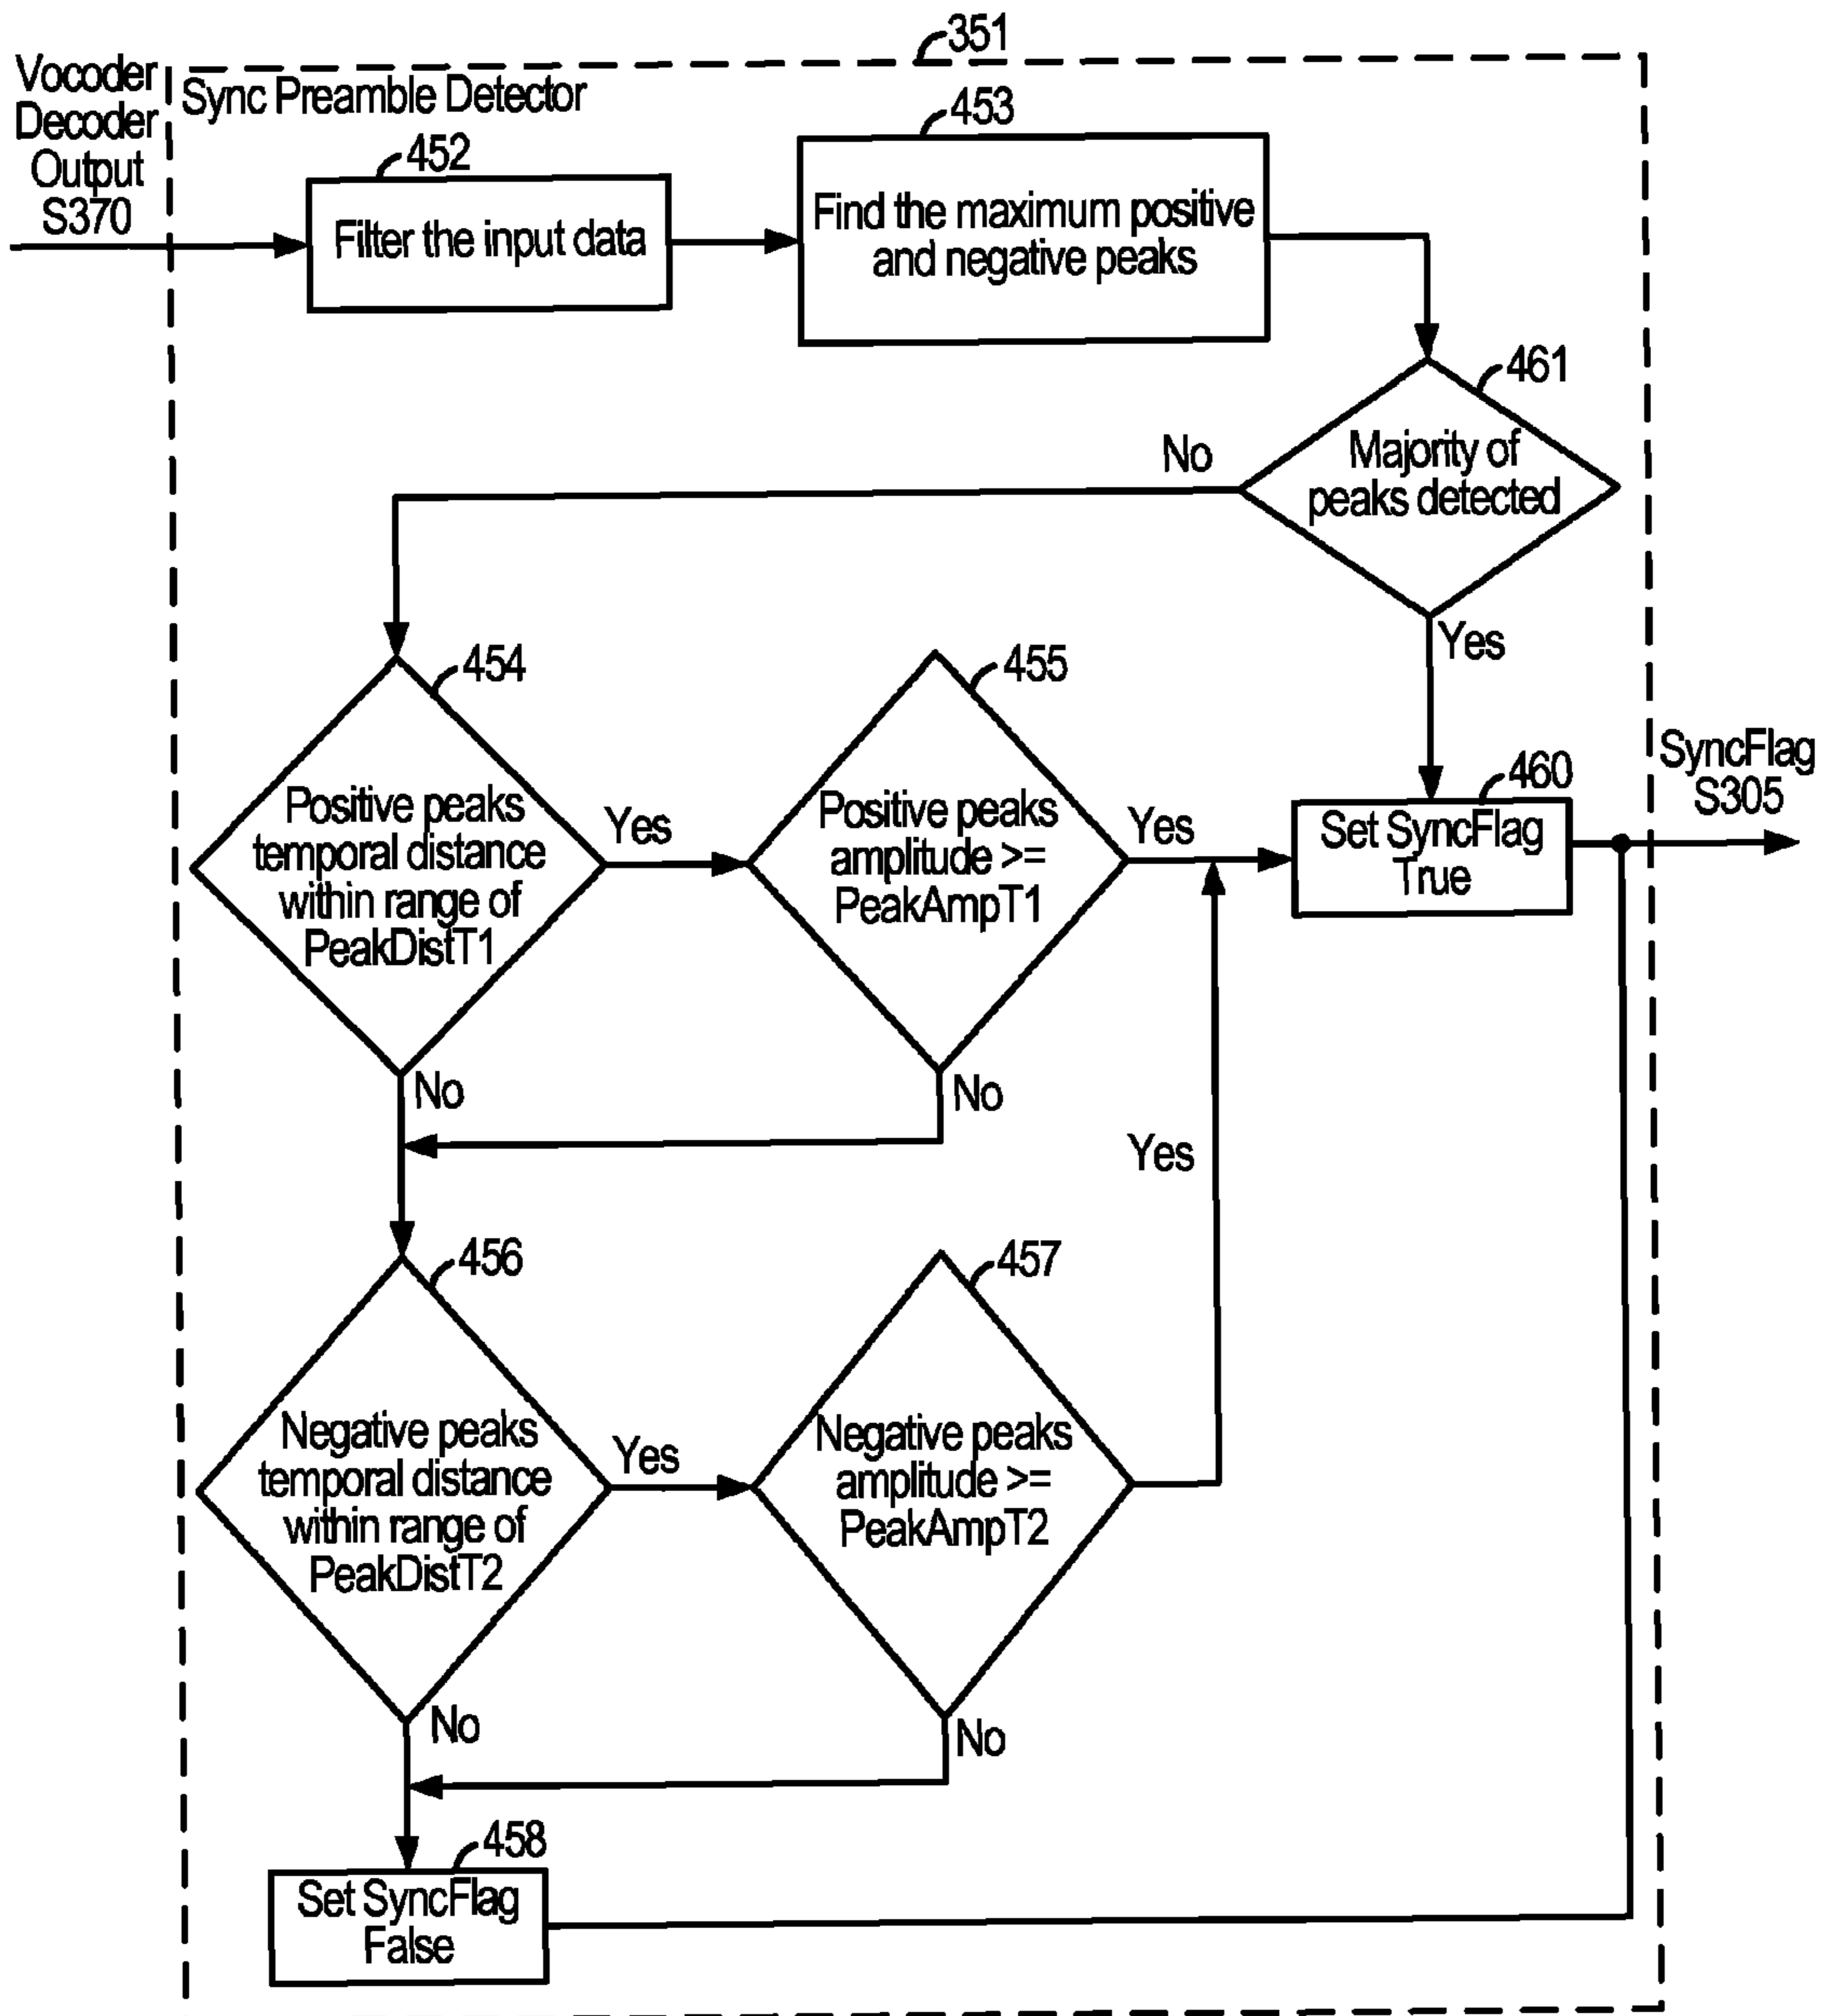 351
Vocoder
Decoder
Output
S370
Sync Preamble Detector
452
Filter the input data
453
Find the maximum positive
and negative peaks
461
Majority of
peaks detected
No
Yes
454
Positive peaks
temporal distance
within range of
PeakDistT1
Yes
No
455
Positive peaks
amplitude >=
PeakAmpT1
Yes
No
460
Set SyncFlag
True
SyncFlag
S305
456
Negative peaks
temporal distance
within range of
PeakDistT2
Yes
No
457
Negative peaks
amplitude >=
PeakAmpT2
Yes
No
458
Set SyncFlag
False